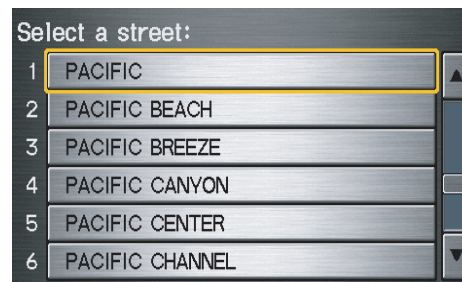 Select a street:
1 PACIFIC
2 PACIFIC BEACH
3 PACIFIC BREEZE
4 PACIFIC CANYON
5 PACIFIC CENTER
6 PACIFIC CHANNEL